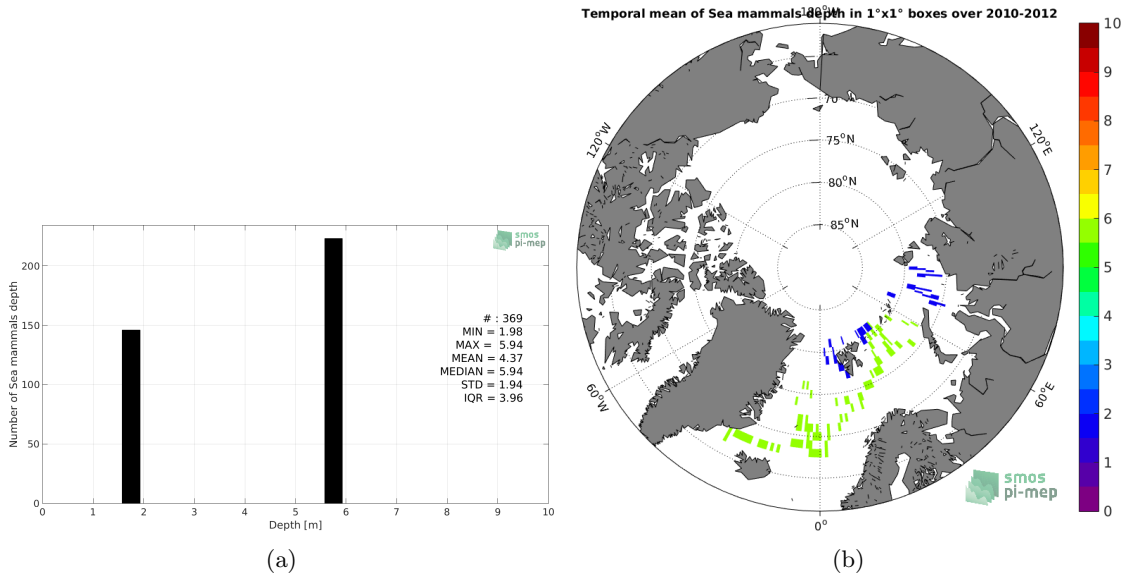 smos
pi-mep
Number of Sea mammals depth
200
150
100
50
0
# : 369
MIN = 1.98
MAX = 5.94
MEAN = 4.37
MEDIAN = 5.94
STD = 1.94
IQR = 3.96
0 1 2 3 4 5 6 7 8 9 10
Depth [m]
(a)
Temporal mean of Sea mammals depth in 1°x1° boxes over 2010-2012
180°W
120°W
120°E
60°W
60°E
0°
70
75°N
80°N
85°N
smos
pi-mep
10
9
8
7
6
5
4
3
2
1
0
(b)